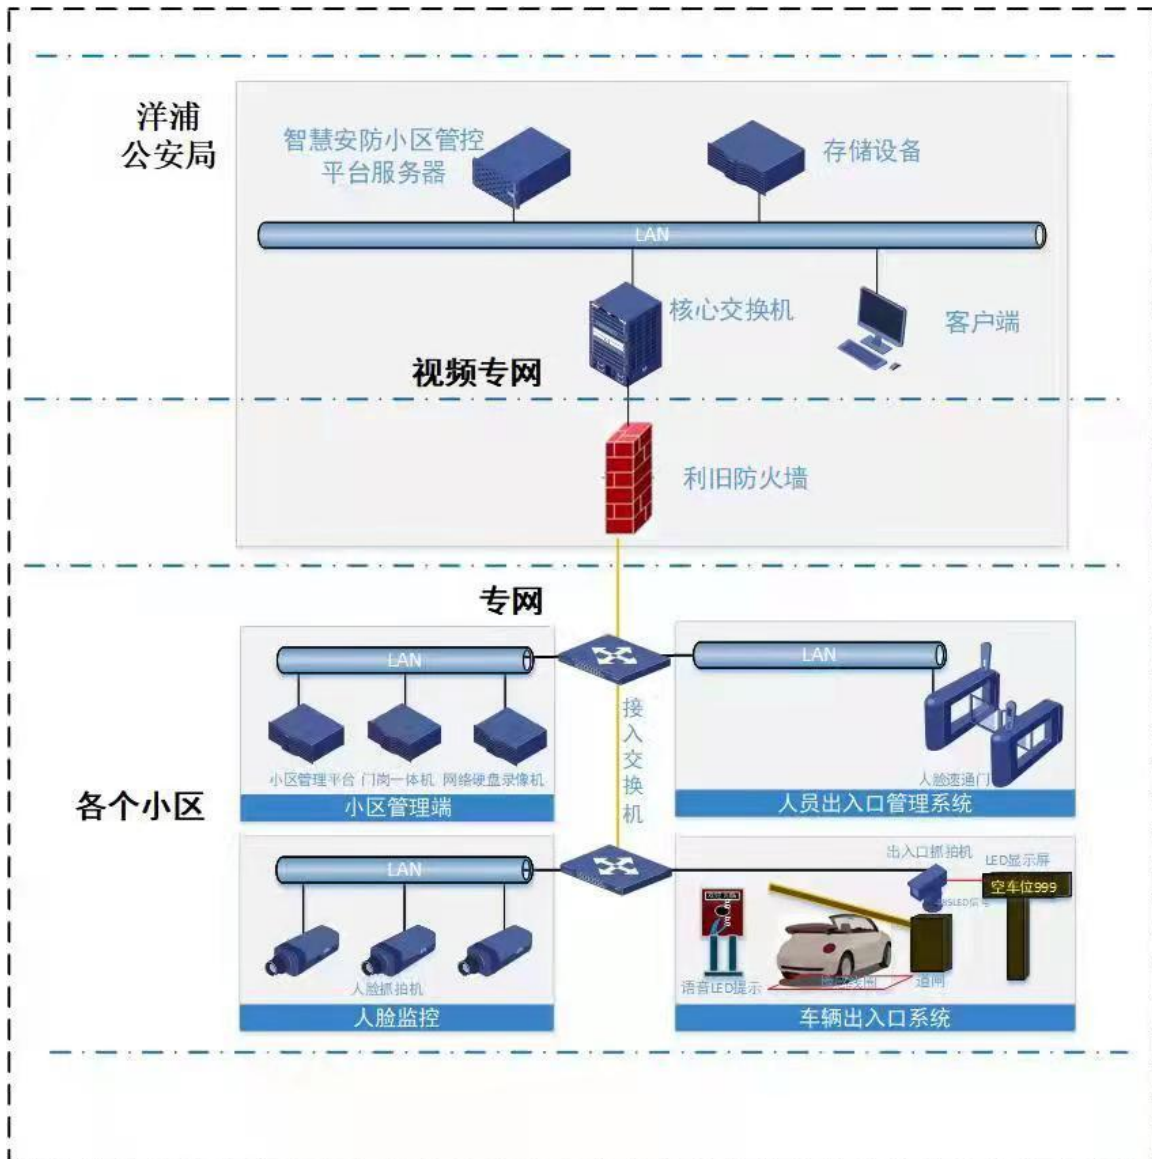 洋浦
公安局
智慧安防小区管控
平台服务器
存储设备
LAN
核心交换机
客户端
视频专网
利旧防火墙
专网
LAN
LAN
接入交换机
小区管理平台
门岗一体机
网络硬盘录像机
人脸速通门
小区管理端
人员出入口管理系统
各个小区
LAN
出入口抓拍机
LED显示屏
空车位999
人脸抓拍机
语音LED提示
道闸
人脸监控
车辆出入口系统